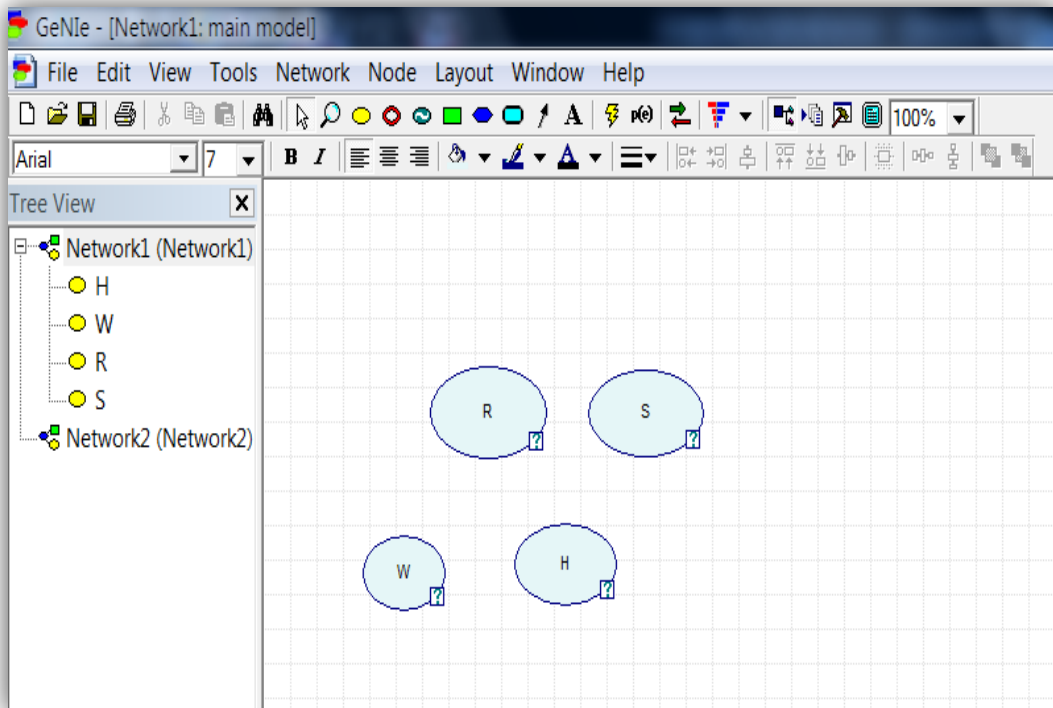 GeNIe - [Network1: main model]
File Edit View Tools Network Node Layout Window Help
A p(e) 100%
Arial 7 B I A
Tree View X
Network1 (Network1)
H
W
R
S
Network2 (Network2)
R ? S ?
W ? H ?